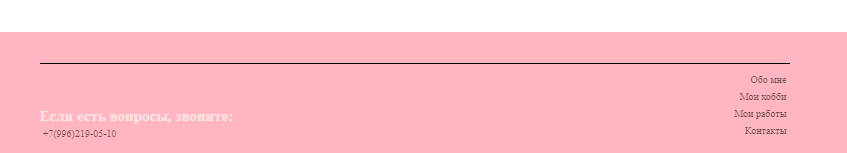 Обо мне
Мои хобби
Мои работы
Контакты
Если есть вопросы, звоните:
+7(996)219-05-10